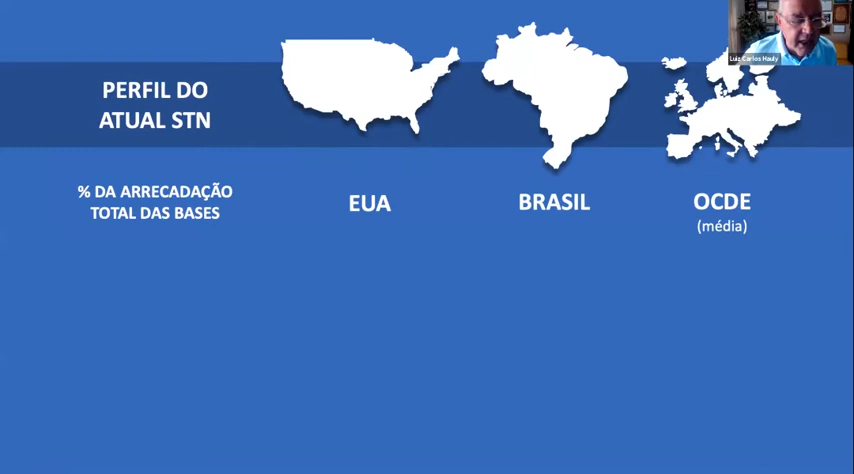 Luiz Carlos Hauly
PERFIL DO
ATUAL STN
% DA ARRECADAÇÃO
TOTAL DAS BASES
EUA
BRASIL
OCDE
(média)